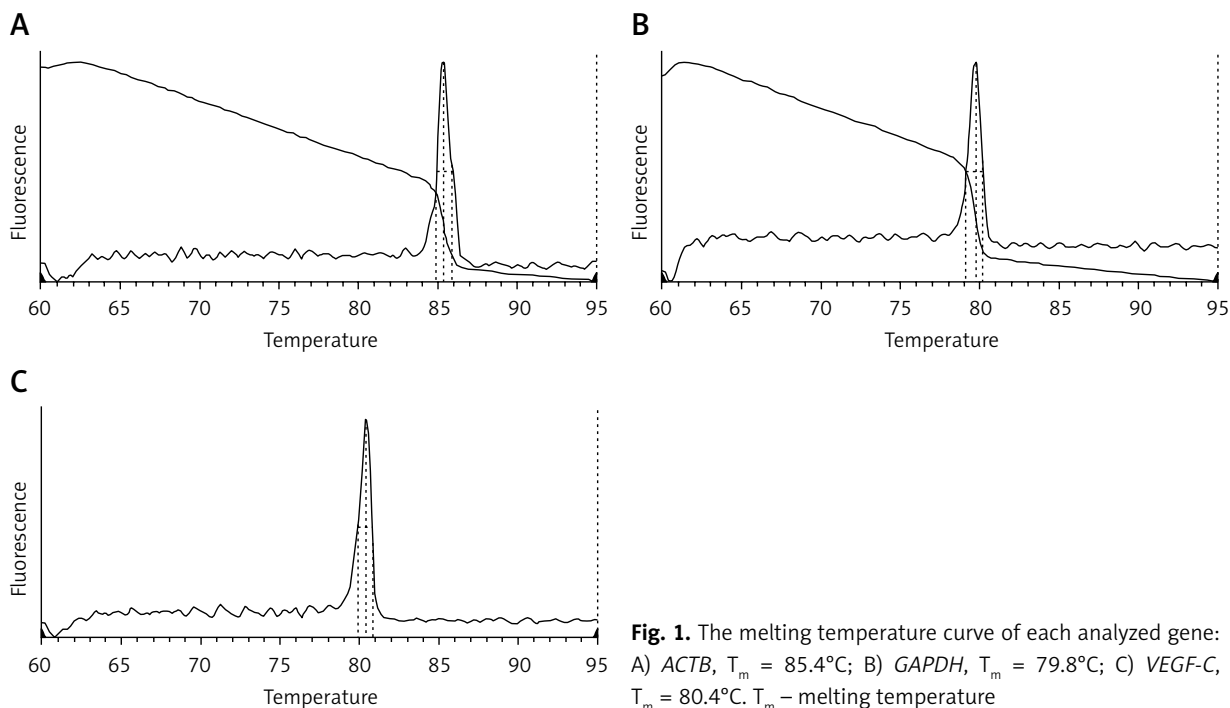 A
Fluorescence
60 65 70 75 80 85 90 95
Temperature
B
Fluorescence
60 65 70 75 80 85 90 95
Temperature
C
Fluorescence
60 65 70 75 80 85 90 95
Temperature
Fig. 1. The melting temperature curve of each analyzed gene:
A) ACTB, Tm = 85.4°C; B) GAPDH, Tm = 79.8°C; C) VEGF-C,
Tm = 80.4°C. Tm – melting temperature